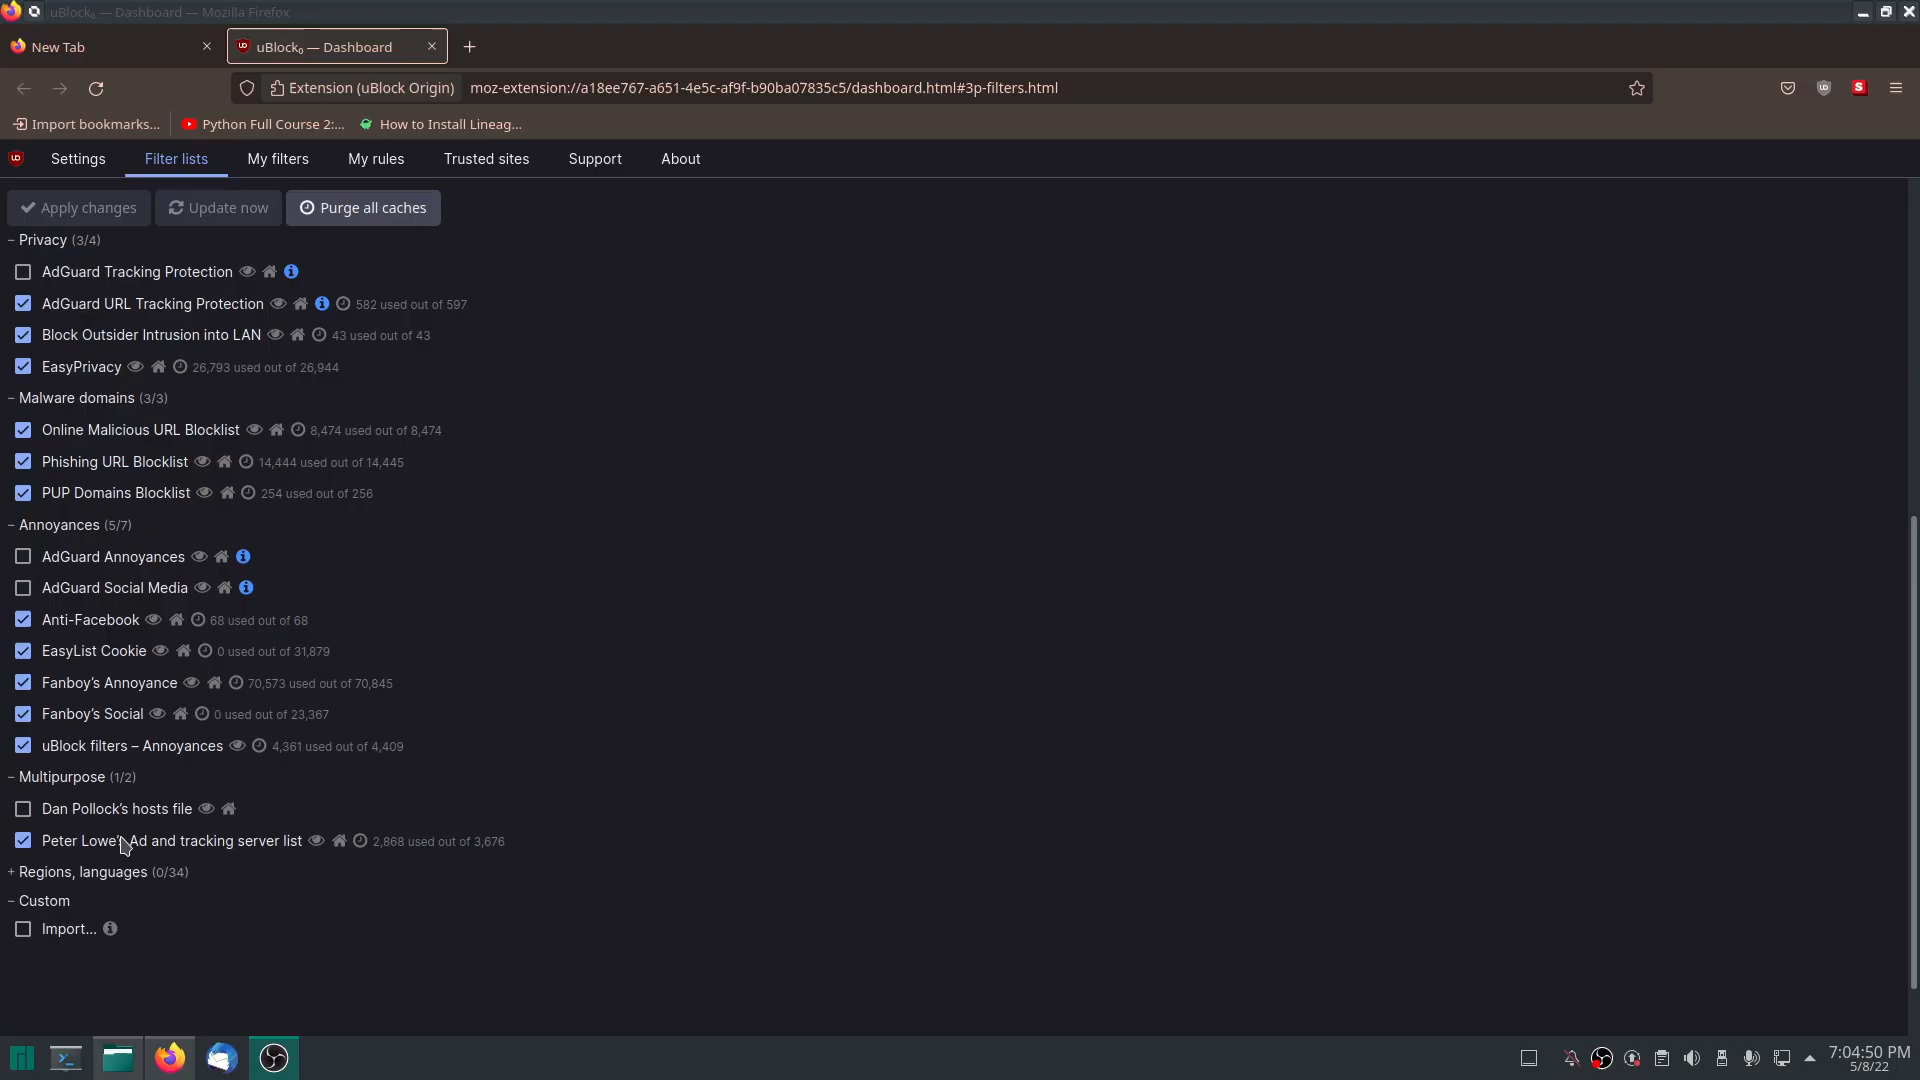 uBlock₀ — Dashboard — Mozilla Firefox
New Tab
uBlock₀ — Dashboard
Extension (uBlock Origin) moz-extension://a18ee767-a651-4e5c-af9f-b90ba07835c5/dashboard.html#3p-filters.html
Import bookmarks... Python Full Course 2:... How to Install Lineag...
Settings Filter lists My filters My rules Trusted sites Support About
Apply changes Update now Purge all caches
– Privacy (3/4)
AdGuard Tracking Protection
AdGuard URL Tracking Protection 582 used out of 597
Block Outsider Intrusion into LAN 43 used out of 43
EasyPrivacy 26,793 used out of 26,944
– Malware domains (3/3)
Online Malicious URL Blocklist 8,474 used out of 8,474
Phishing URL Blocklist 14,444 used out of 14,445
PUP Domains Blocklist 254 used out of 256
– Annoyances (5/7)
AdGuard Annoyances
AdGuard Social Media
Anti-Facebook 68 used out of 68
EasyList Cookie 0 used out of 31,879
Fanboy’s Annoyance 70,573 used out of 70,845
Fanboy’s Social 0 used out of 23,367
uBlock filters – Annoyances 4,361 used out of 4,409
– Multipurpose (1/2)
Dan Pollock’s hosts file
Peter Lowe’s Ad and tracking server list 2,868 used out of 3,676
+ Regions, languages (0/34)
– Custom
Import...
7:04:50 PM
5/8/22